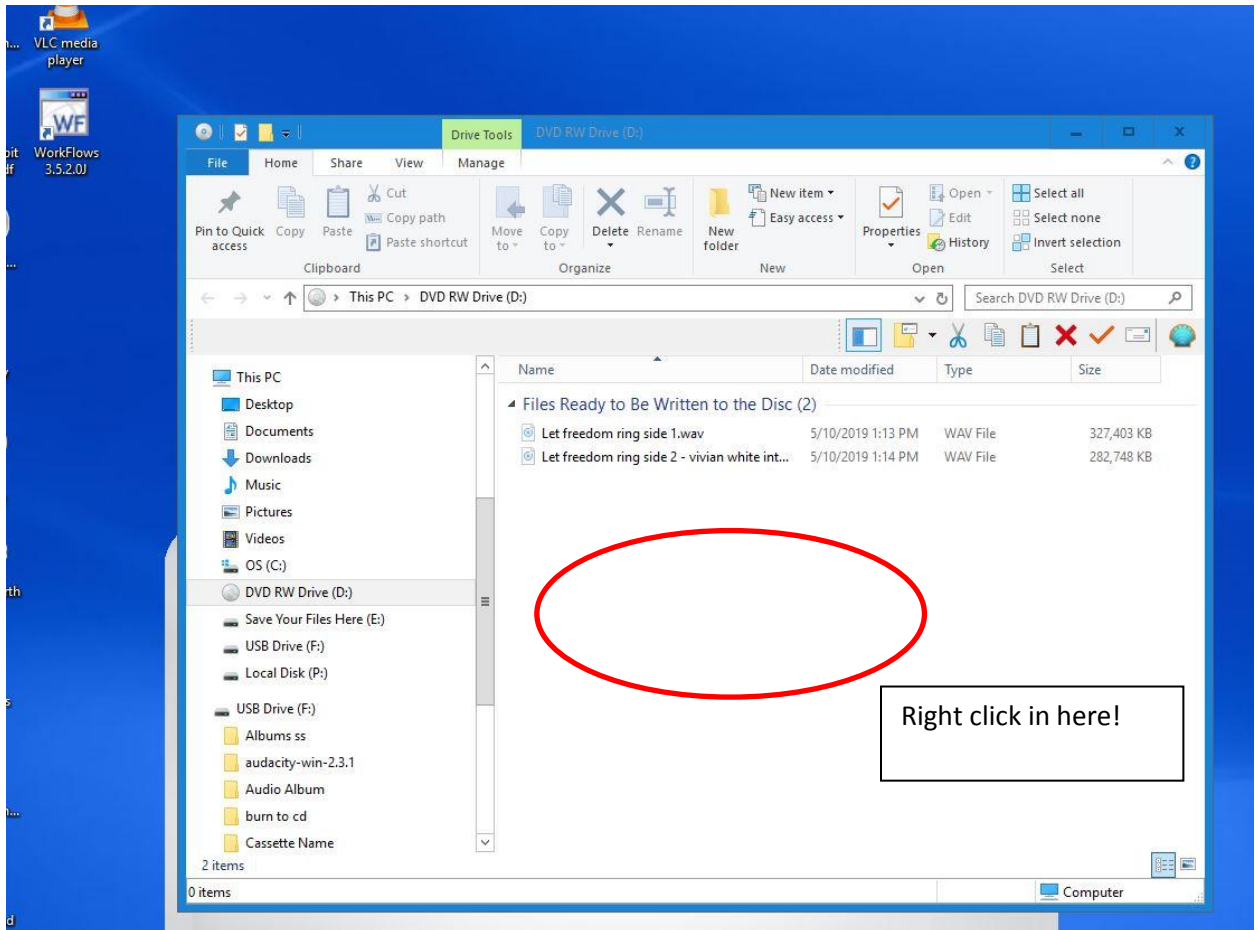 VLC media
player
WF
WorkFlows
3.5.2.0J
Drive Tools DVD RW Drive (D:)
File Home Share View Manage
Pin to Quick
access
Copy
Paste
Cut
Copy path
Paste shortcut
Clipboard
Move
to
Copy
to
Delete
Rename
Organize
New
folder
New item
Easy access
New
Properties
Open
Edit
History
Open
Select all
Select none
Invert selection
Select
This PC > DVD RW Drive (D:)
Search DVD RW Drive (D:)
Name Date modified Type Size
Files Ready to Be Written to the Disc (2)
Let freedom ring side 1.wav 5/10/2019 1:13 PM WAV File 327,403 KB
Let freedom ring side 2 - vivian white int... 5/10/2019 1:14 PM WAV File 282,748 KB
This PC
Desktop
Documents
Downloads
Music
Pictures
Videos
OS (C:)
DVD RW Drive (D:)
Save Your Files Here (E:)
USB Drive (F:)
Local Disk (P:)
USB Drive (F:)
Albums ss
audacity-win-2.3.1
Audio Album
burn to cd
Cassette Name
Right click in here!
2 items
0 items
Computer